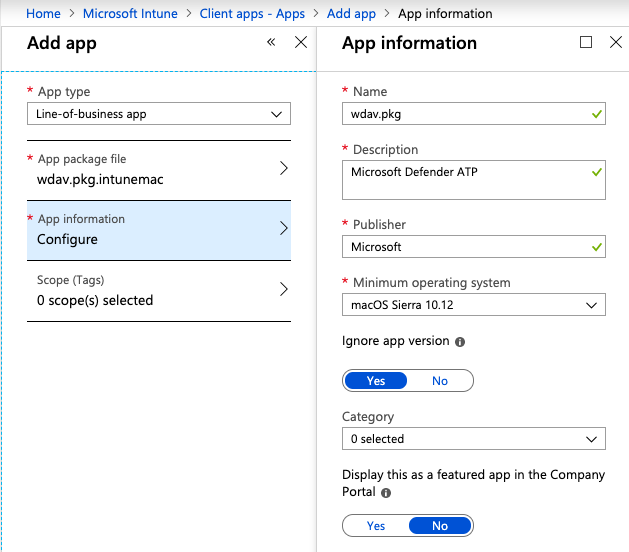 Home > Microsoft Intune > Client apps - Apps > Add app > App information
Add app
* App type
Line-of-business app
* App package file
wdav.pkg.intunemac
* App information
Configure
Scope (Tags)
0 scope(s) selected
App information
* Name
wdav.pkg
* Description
Microsoft Defender ATP
* Publisher
Microsoft
* Minimum operating system
macOS Sierra 10.12
Ignore app version
Yes No
Category
0 selected
Display this as a featured app in the Company
Portal
Yes No